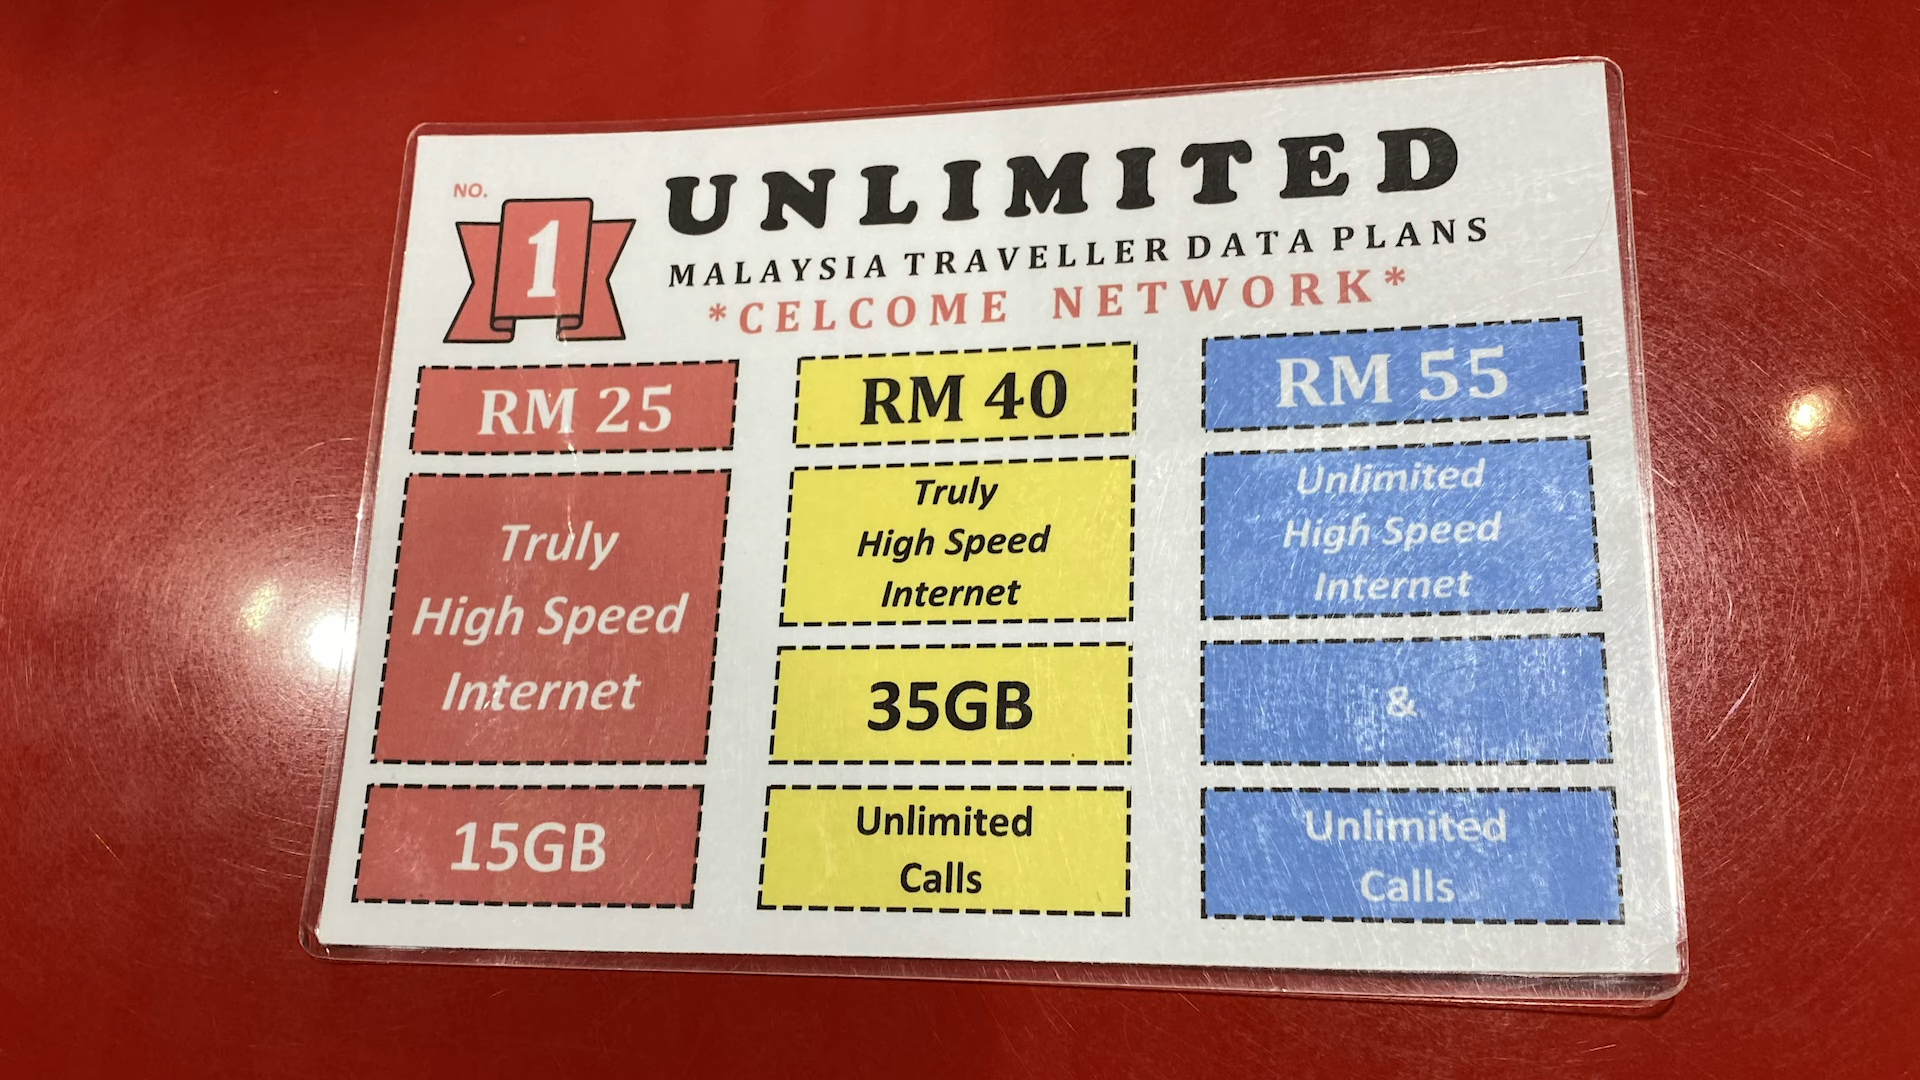 NO.
1
UNLIMITED
MALAYSIA TRAVELLER DATA PLANS
*CELCOME NETWORK*
RM 25
Truly
High Speed
Internet
15GB
RM 40
Truly
High Speed
Internet
35GB
Unlimited
Calls
RM 55
Unlimited
High Speed
Internet
&
Unlimited
Calls